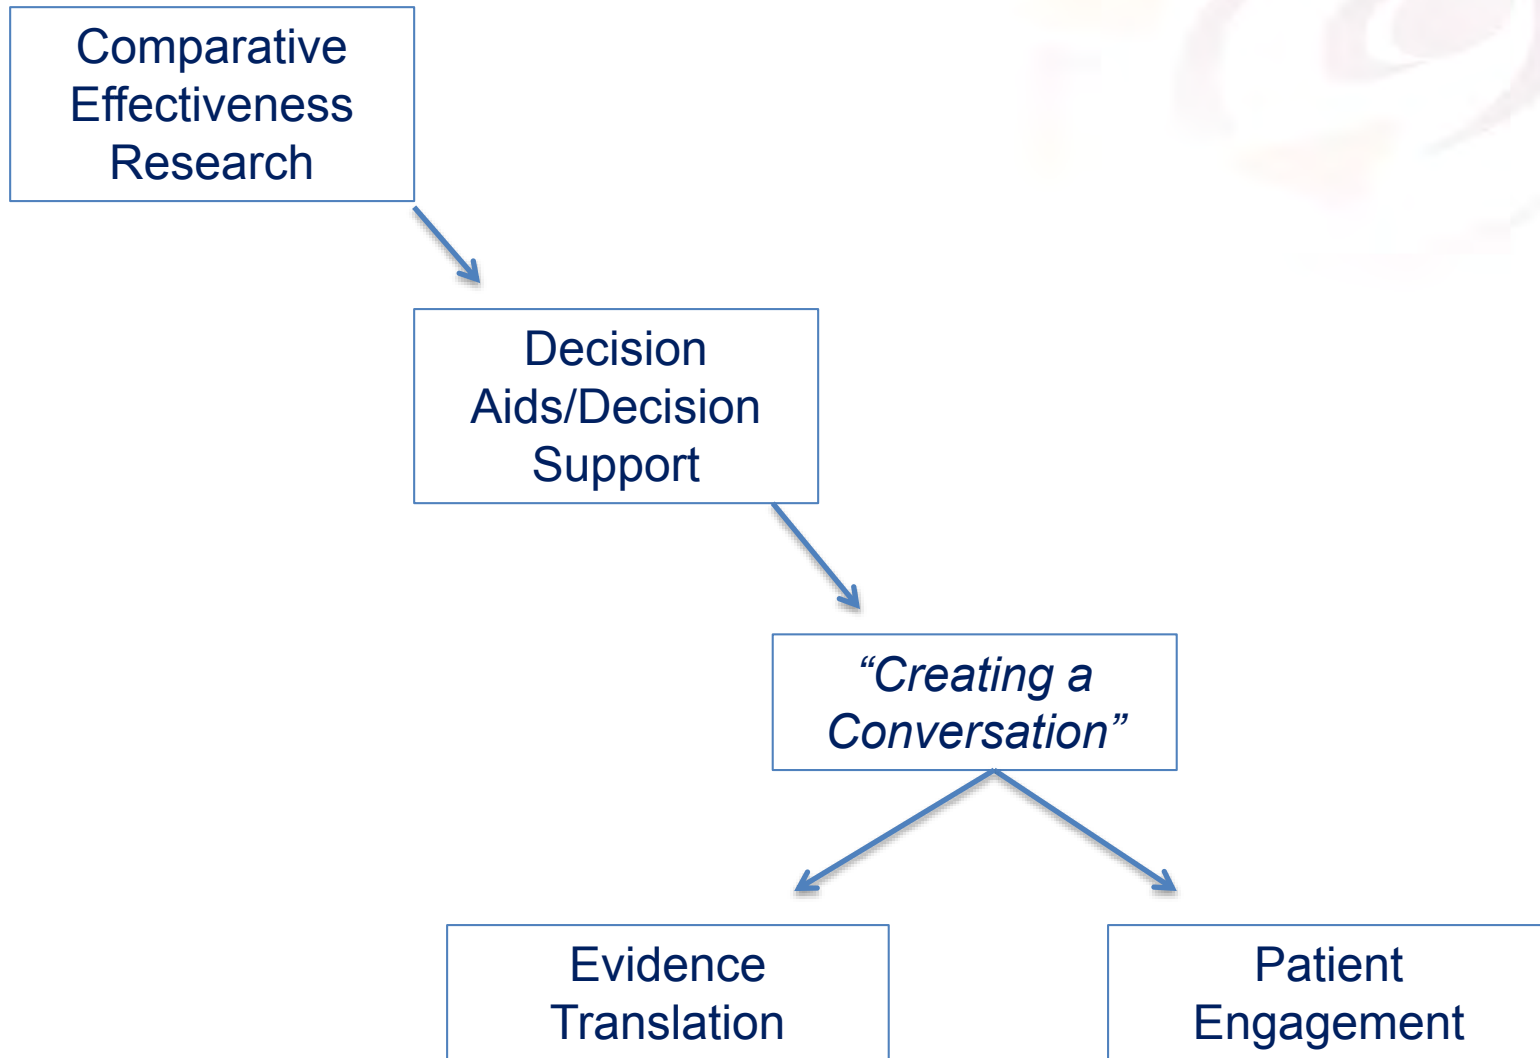 Comparative
Effectiveness
Research
Decision
Aids/Decision
Support
“Creating a
Conversation”
Evidence
Translation
Patient
Engagement